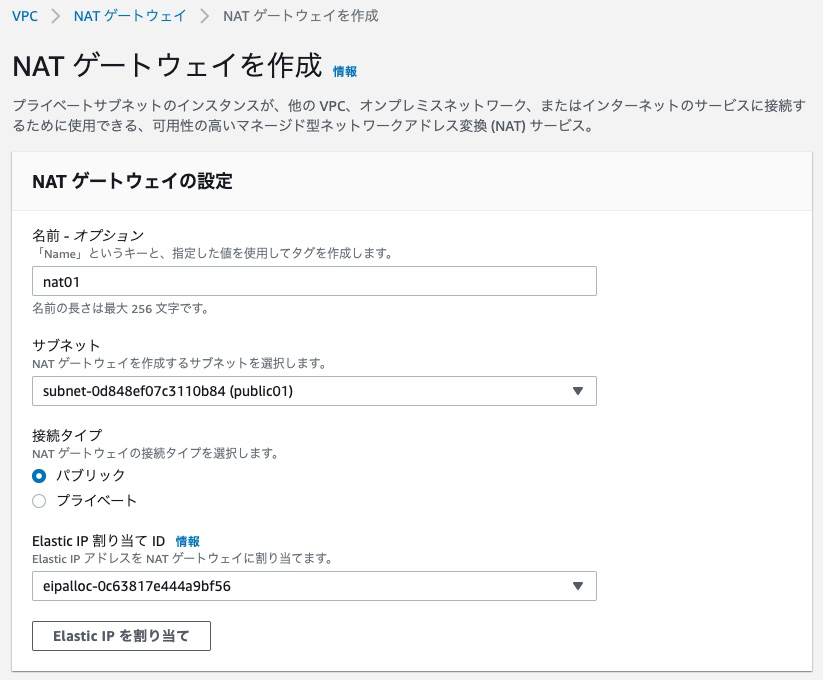 VPC > NAT ゲートウェイ > NAT ゲートウェイを作成
NAT ゲートウェイを作成 情報
プライベートサブネットのインスタンスが、他の VPC、オンプレミスネットワーク、またはインターネットのサービスに接続す
るために使用できる、可用性の高いマネージド型ネットワークアドレス変換 (NAT) サービス。
NAT ゲートウェイの設定
名前 - オプション
「Name」というキーと、指定した値を使用してタグを作成します。
nat01
名前の長さは最大 256 文字です。
サブネット
NAT ゲートウェイを作成するサブネットを選択します。
subnet-0d848ef07c3110b84 (public01)
接続タイプ
NAT ゲートウェイの接続タイプを選択します。
パブリック
プライベート
Elastic IP 割り当て ID 情報
Elastic IP アドレスを NAT ゲートウェイに割り当てます。
eipalloc-0c63817e444a9bf56
Elastic IP を割り当て